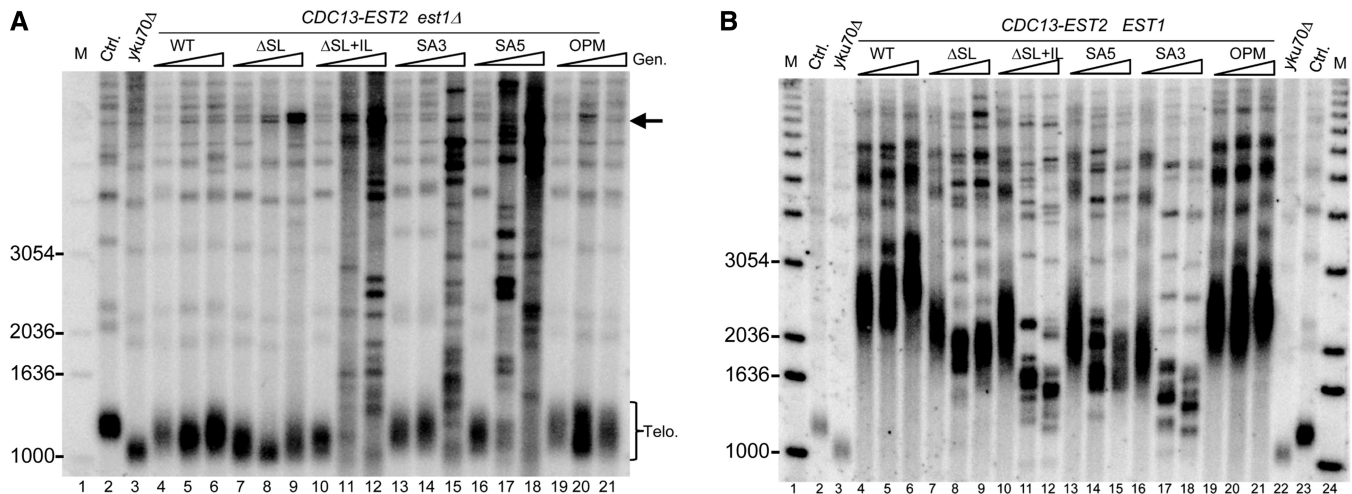 A
CDC13-EST2 est1Δ
M Ctrl. yku70Δ WT ΔSL ΔSL+IL SA3 SA5 OPM Gen.
3054
2036
1636
1000
Telo.
1 2 3 4 5 6 7 8 9 10 11 12 13 14 15 16 17 18 19 20 21
B
CDC13-EST2 EST1
M Ctrl. yku70Δ WT ΔSL ΔSL+IL SA5 SA3 OPM yku70Δ Ctrl. M
3054
2036
1636
1000
1 2 3 4 5 6 7 8 9 10 11 12 13 14 15 16 17 18 19 20 21 22 23 24